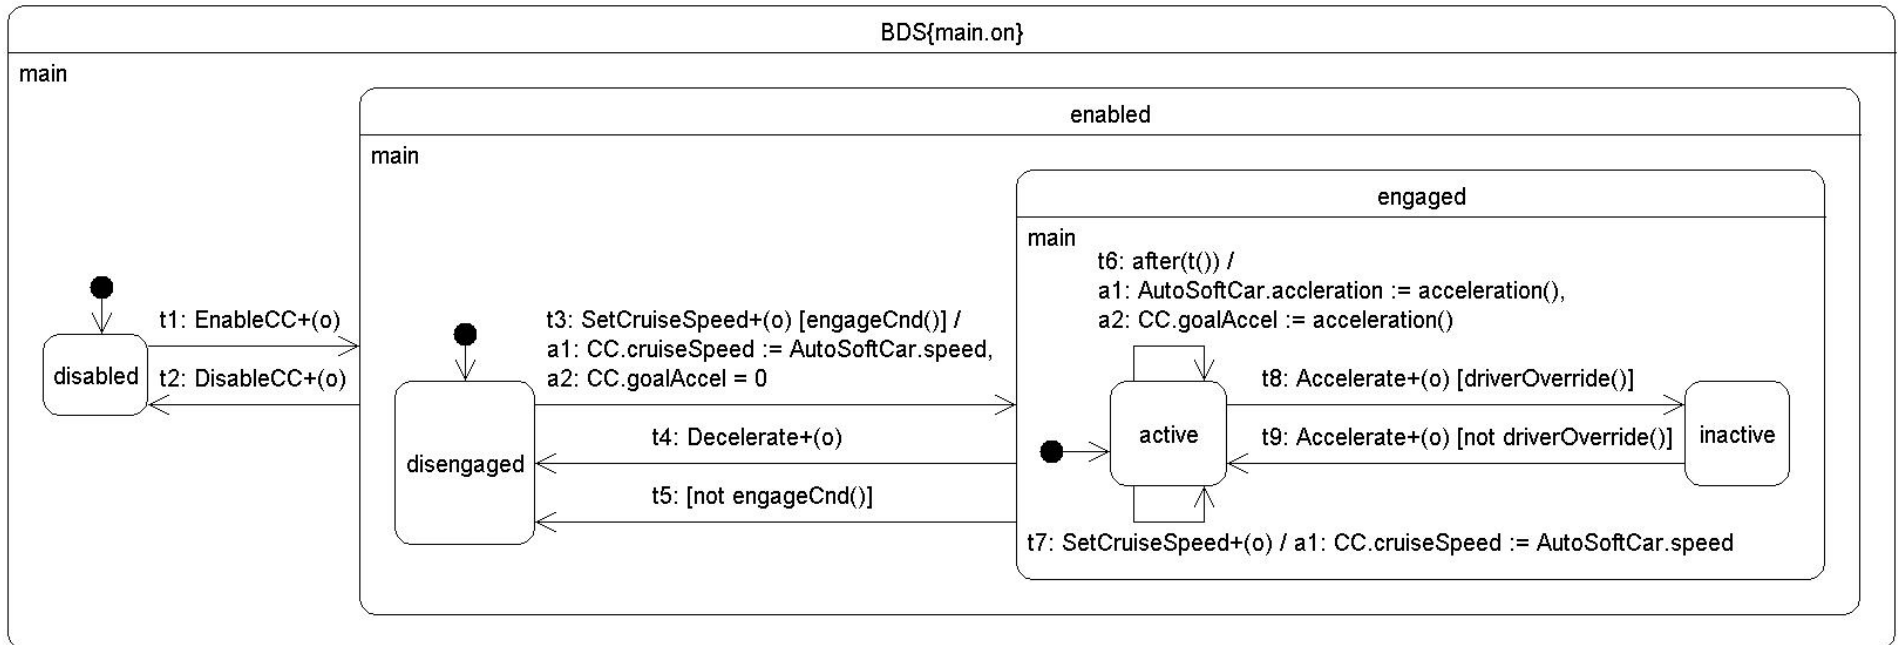 BDS{main.on}
main
enabled
main
engaged
main
t6: after(t()) /
a1: AutoSoftCar.accleration := acceleration(),
a2: CC.goalAccel := acceleration()
t1: EnableCC+(o)
disabled
t2: DisableCC+(o)
t3: SetCruiseSpeed+(o) [engageCnd()] /
a1: CC.cruiseSpeed := AutoSoftCar.speed,
a2: CC.goalAccel = 0
t4: Decelerate+(o)
disengaged
t5: [not engageCnd()]
t8: Accelerate+(o) [driverOverride()]
active
t9: Accelerate+(o) [not driverOverride()]
inactive
t7: SetCruiseSpeed+(o) / a1: CC.cruiseSpeed := AutoSoftCar.speed